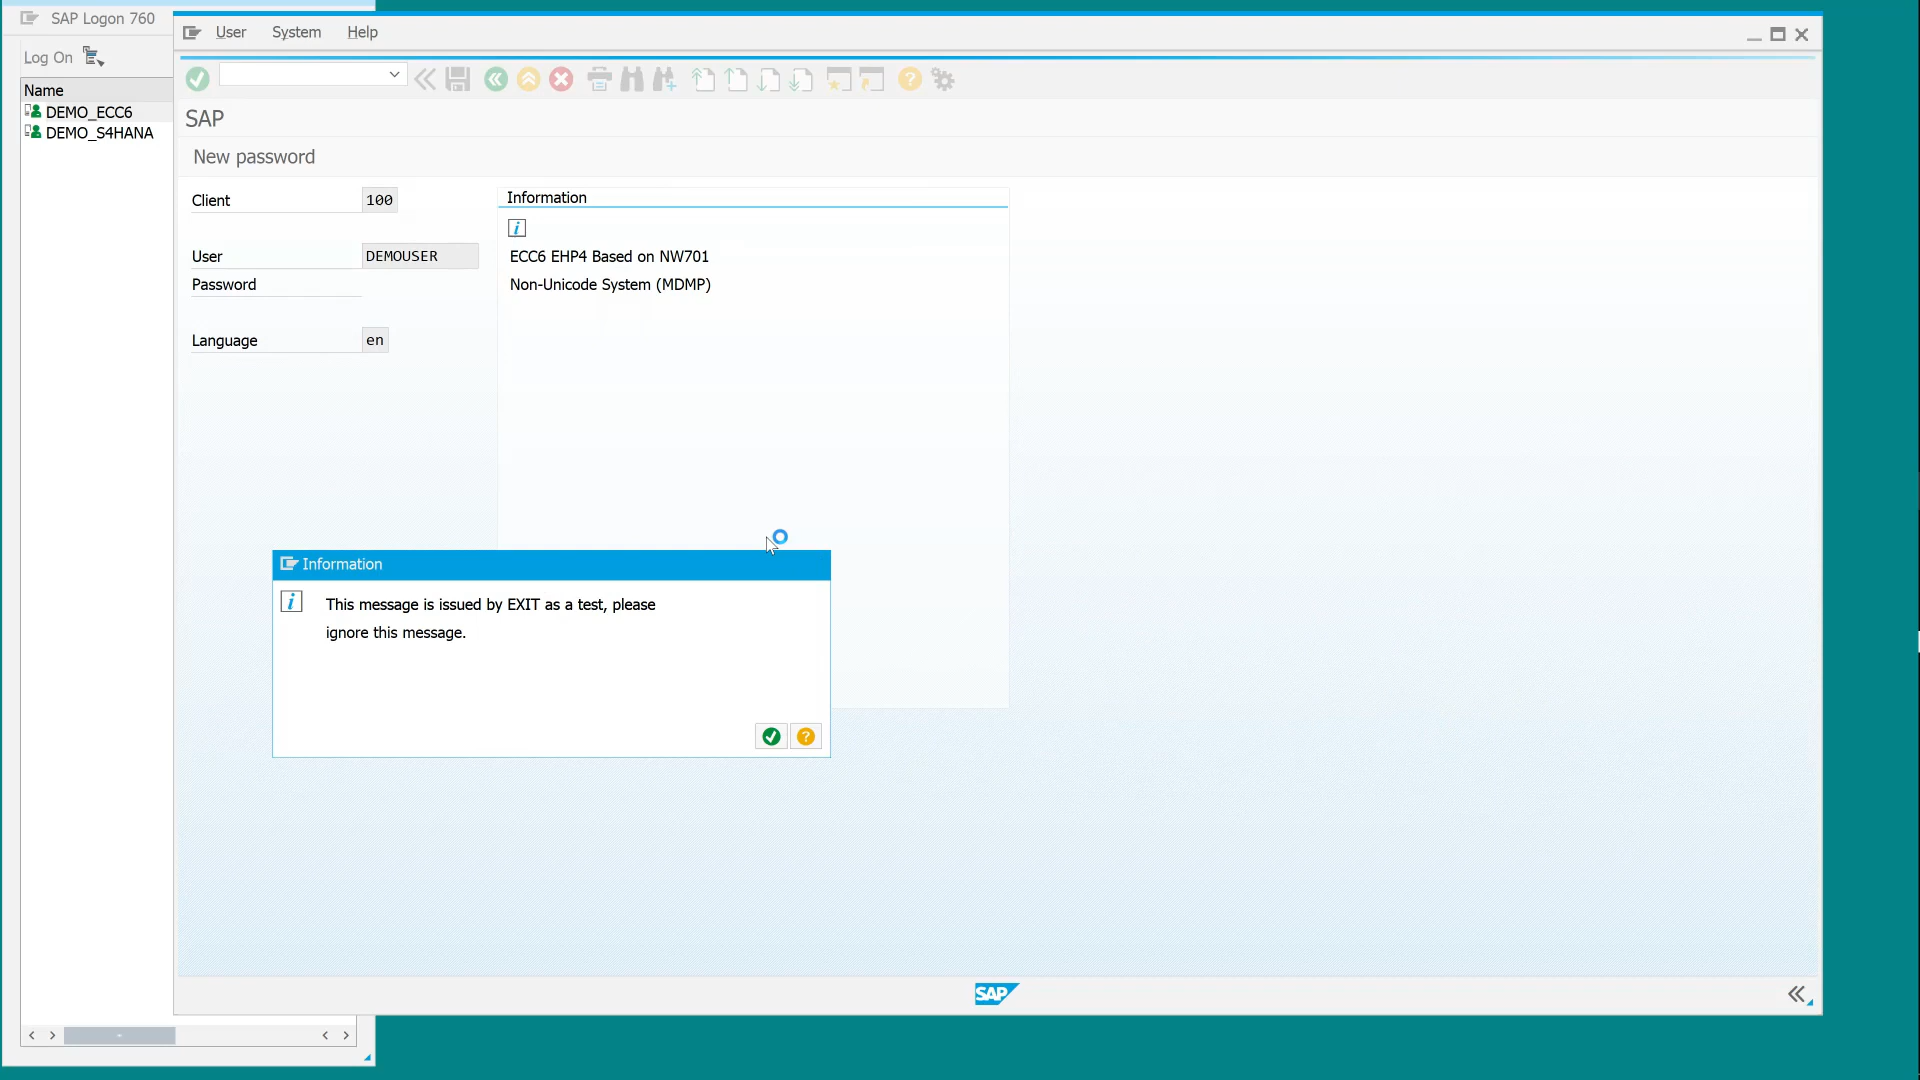 SAP Logon 760
Log On
Name
DEMO_ECC6
DEMO_S4HANA
User System Help
SAP
New password
Client 100
User DEMOUSER
Password
Language en
Information
ECC6 EHP4 Based on NW701
Non-Unicode System (MDMP)
Information
This message is issued by EXIT as a test, please
ignore this message.
SAP